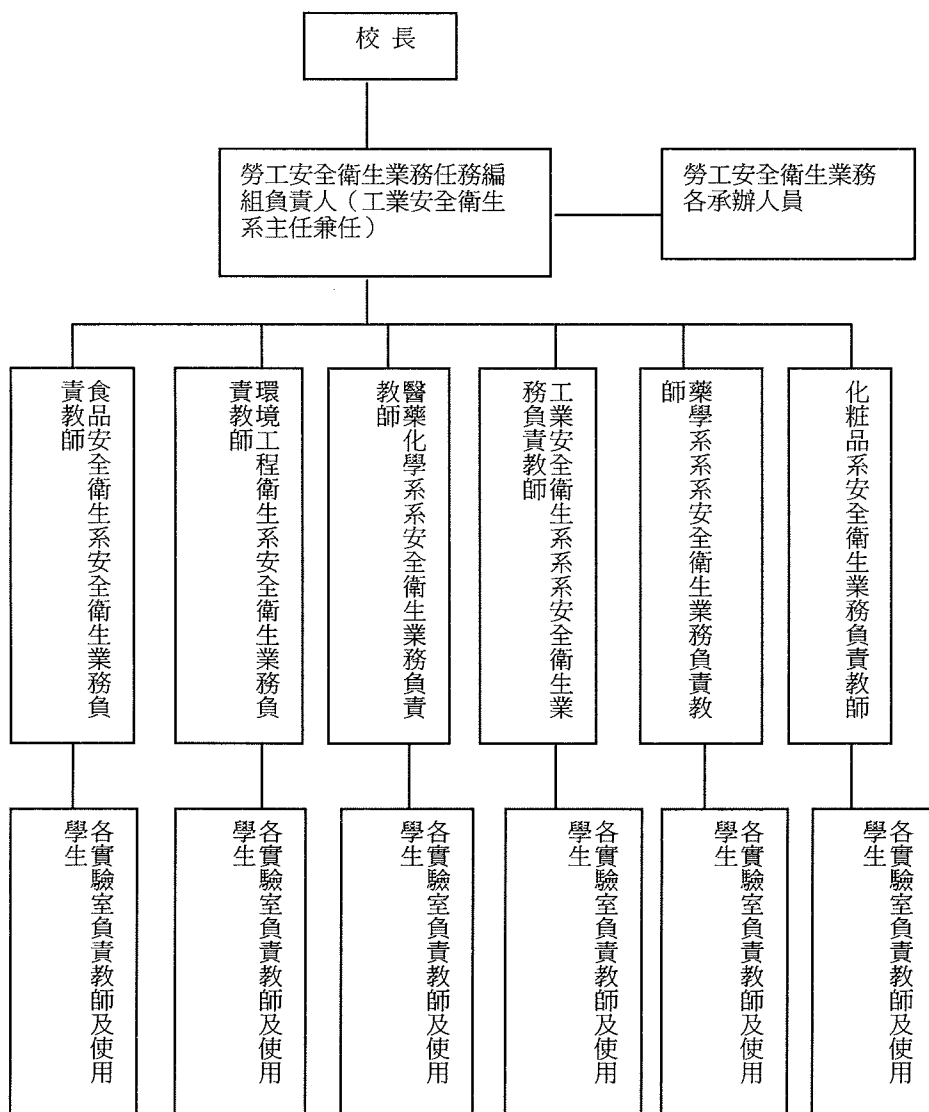 校長
勞工安全衛生業務任務編
組負責人（工業安全衛生
系主任兼任）
勞工安全衛生業務
各承辦人員
食品安全衛生系安全衛生業務負
責教師
環境工程衛生系安全衛生業務負
責教師
醫藥化學系系安全衛生業務負責
教師
工業安全衛生系系系安全衛生業
務負責教師
藥學系系系安全衛生業務負責教
師
化粧品系安全衛生業務負責教師
各實驗室負責教師及使用
學生
各實驗室負責教師及使用
學生
各實驗室負責教師及使用
學生
各實驗室負責教師及使用
學生
各實驗室負責教師及使用
學生
各實驗室負責教師及使用
學生